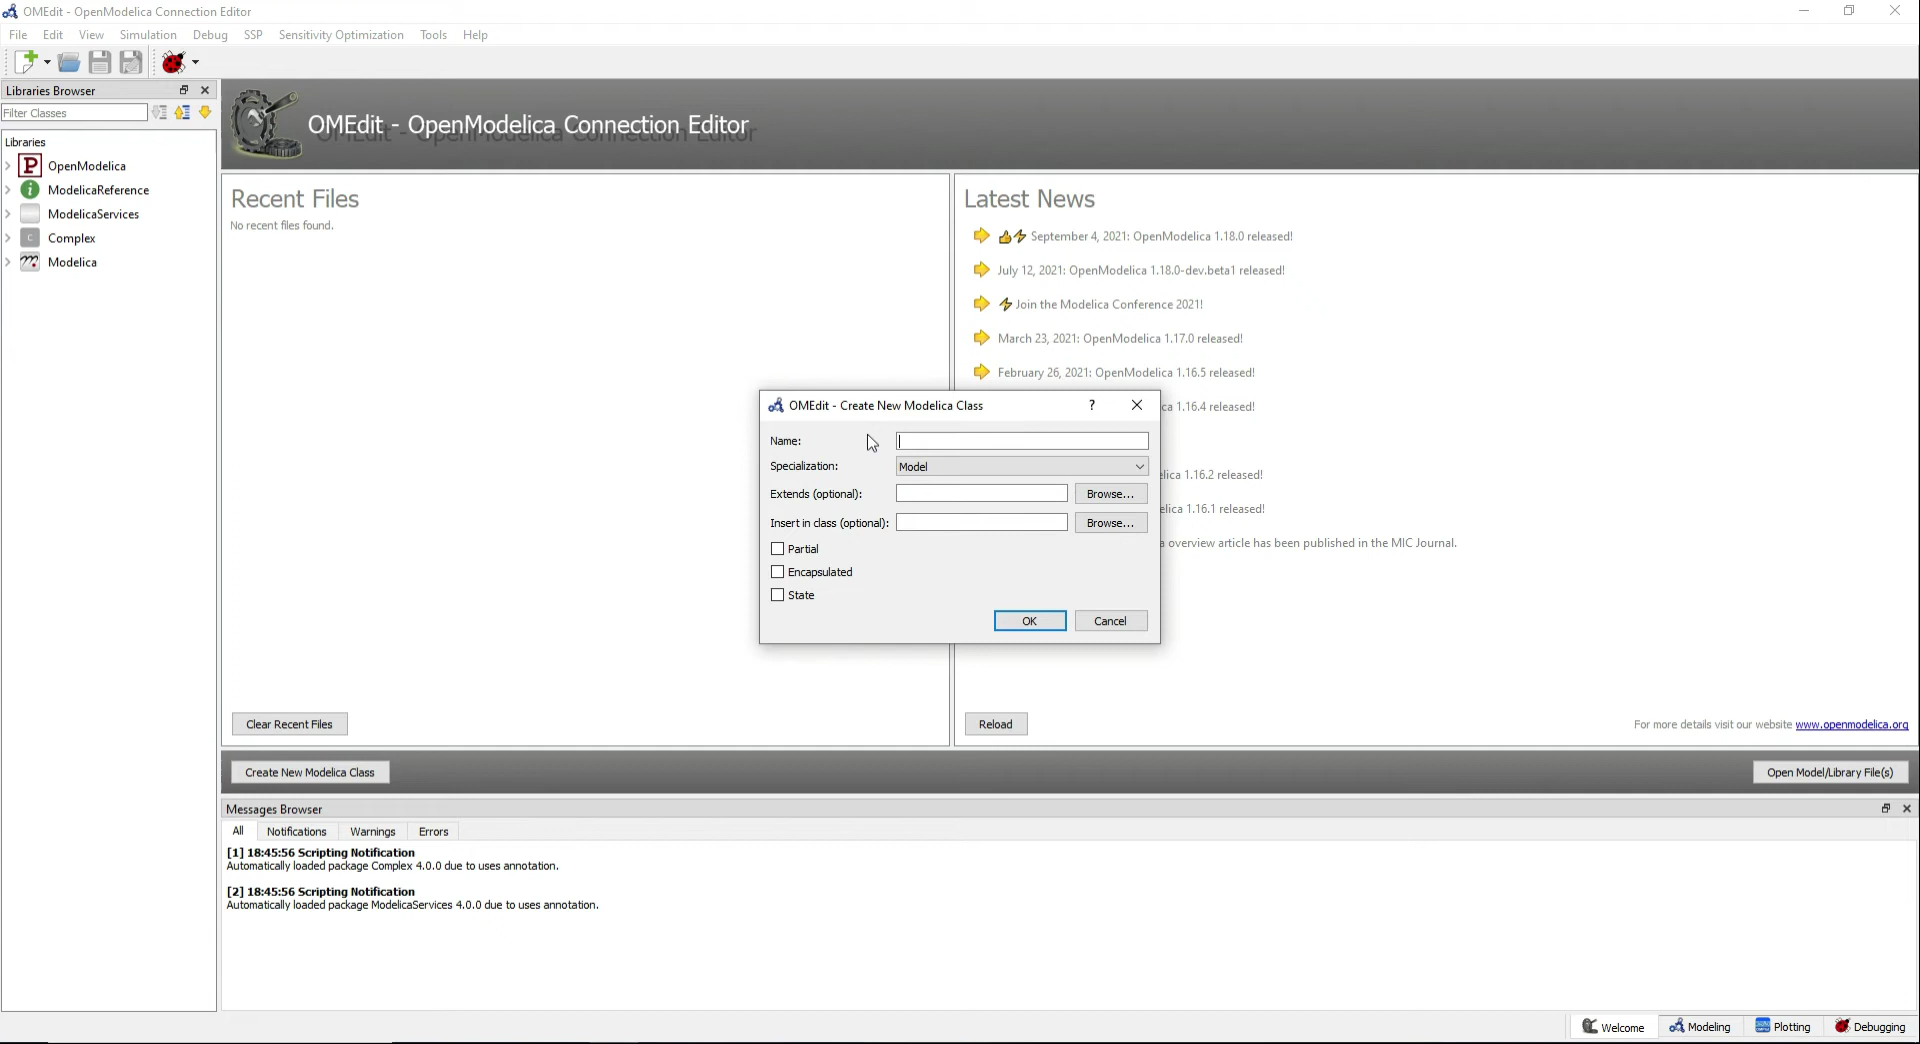 OMEdit - OpenModelica Connection Editor
File Edit View Simulation Debug SSP Sensitivity Optimization Tools Help
Libraries Browser
Filter Classes
Libraries
P OpenModelica
i ModelicaReference
ModelicaServices
C Complex
m Modelica
OMEdit - OpenModelica Connection Editor
Recent Files
No recent files found.
Clear Recent Files
Latest News
September 4, 2021: OpenModelica 1.18.0 released!
July 12, 2021: OpenModelica 1.18.0-dev.beta1 released!
Join the Modelica Conference 2021!
March 23, 2021: OpenModelica 1.17.0 released!
February 26, 2021: OpenModelica 1.16.5 released!
ca 1.16.4 released!
elica 1.16.2 released!
elica 1.16.1 released!
a overview article has been published in the MIC Journal.
Reload
For more details visit our website www.openmodelica.org
OMEdit - Create New Modelica Class ?
Name:
Specialization: Model
Extends (optional): Browse...
Insert in class (optional): Browse...
Partial
Encapsulated
State
OK Cancel
Create New Modelica Class
Open Model/Library File(s)
Messages Browser
All Notifications Warnings Errors
[1] 18:45:56 Scripting Notification
Automatically loaded package Complex 4.0.0 due to uses annotation.
[2] 18:45:56 Scripting Notification
Automatically loaded package ModelicaServices 4.0.0 due to uses annotation.
Welcome Modeling Plotting Debugging